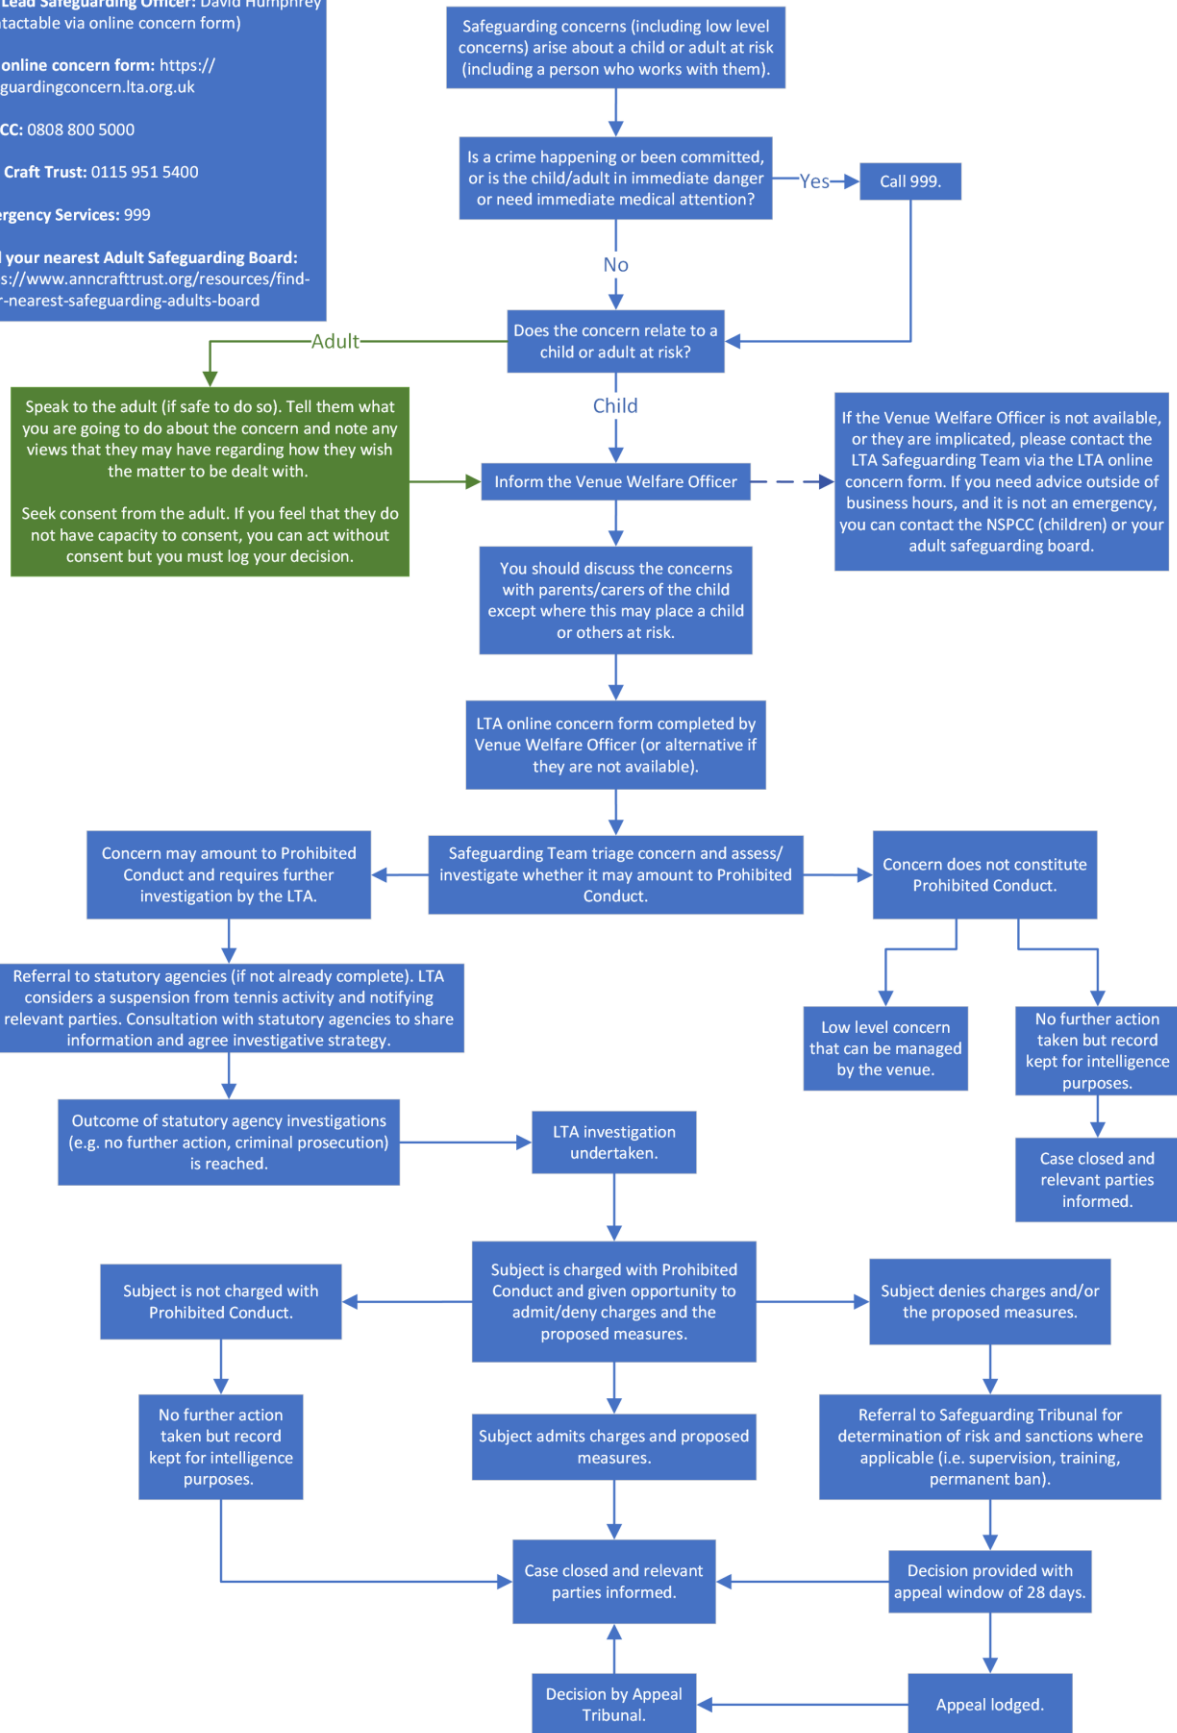 Lead Safeguarding Officer: David Humphrey
via online concern form)
online concern form: https://
guardingconcern.lta.org.uk
CC: 0808 800 5000
Craft Trust: 0115 951 5400
ergency Services: 999
your nearest Adult Safeguarding Board:
s://www.anncrafttrust.org/resources/find-
r-nearest-safeguarding-adults-board
Safeguarding concerns (including low level
concerns) arise about a child or adult at risk
(including a person who works with them).
Is a crime happening or been committed,
or is the child/adult in immediate danger
or need immediate medical attention?
Yes
Call 999.
No
Does the concern relate to a
child or adult at risk?
Adult
Child
Speak to the adult (if safe to do so). Tell them what
you are going to do about the concern and note any
views that they may have regarding how they wish
the matter to be dealt with.
Seek consent from the adult. If you feel that they do
not have capacity to consent, you can act without
consent but you must log your decision.
Inform the Venue Welfare Officer
If the Venue Welfare Officer is not available,
or they are implicated, please contact the
LTA Safeguarding Team via the LTA online
concern form. If you need advice outside of
business hours, and it is not an emergency,
you can contact the NSPCC (children) or your
adult safeguarding board.
You should discuss the concerns
with parents/carers of the child
except where this may place a child
or others at risk.
LTA online concern form completed by
Venue Welfare Officer (or alternative if
they are not available).
Concern may amount to Prohibited
Conduct and requires further
investigation by the LTA.
Safeguarding Team triage concern and assess/
investigate whether it may amount to Prohibited
Conduct.
Concern does not constitute
Prohibited Conduct.
Referral to statutory agencies (if not already complete). LTA
considers a suspension from tennis activity and notifying
relevant parties. Consultation with statutory agencies to share
information and agree investigative strategy.
Low level concern
that can be managed
by the venue.
No further action
taken but record
kept for intelligence
purposes.
Outcome of statutory agency investigations
(e.g. no further action, criminal prosecution)
is reached.
LTA investigation
undertaken.
Case closed and
relevant parties
informed.
Subject is not charged with
Prohibited Conduct.
Subject is charged with Prohibited
Conduct and given opportunity to
admit/deny charges and the
proposed measures.
Subject denies charges and/or
the proposed measures.
No further action
taken but record
kept for intelligence
purposes.
Subject admits charges and proposed
measures.
Referral to Safeguarding Tribunal for
determination of risk and sanctions where
applicable (i.e. supervision, training,
permanent ban).
Case closed and relevant
parties informed.
Decision provided with
appeal window of 28 days.
Decision by Appeal
Tribunal.
Appeal lodged.